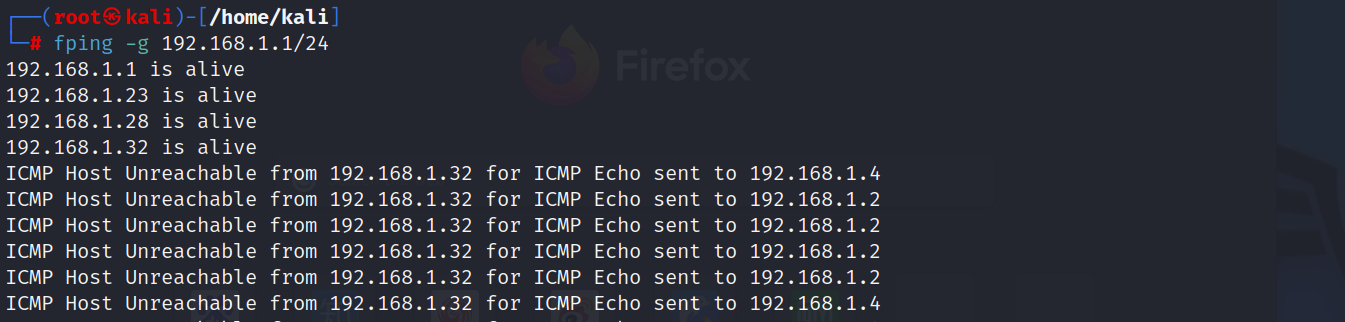 ┌──(root㉿kali)-[/home/kali]
└─# fping -g 192.168.1.1/24
Firefox
192.168.1.1 is alive
192.168.1.23 is alive
192.168.1.28 is alive
192.168.1.32 is alive
ICMP Host Unreachable from 192.168.1.32 for ICMP Echo sent to 192.168.1.4
ICMP Host Unreachable from 192.168.1.32 for ICMP Echo sent to 192.168.1.2
ICMP Host Unreachable from 192.168.1.32 for ICMP Echo sent to 192.168.1.2
ICMP Host Unreachable from 192.168.1.32 for ICMP Echo sent to 192.168.1.2
ICMP Host Unreachable from 192.168.1.32 for ICMP Echo sent to 192.168.1.2
ICMP Host Unreachable from 192.168.1.32 for ICMP Echo sent to 192.168.1.4